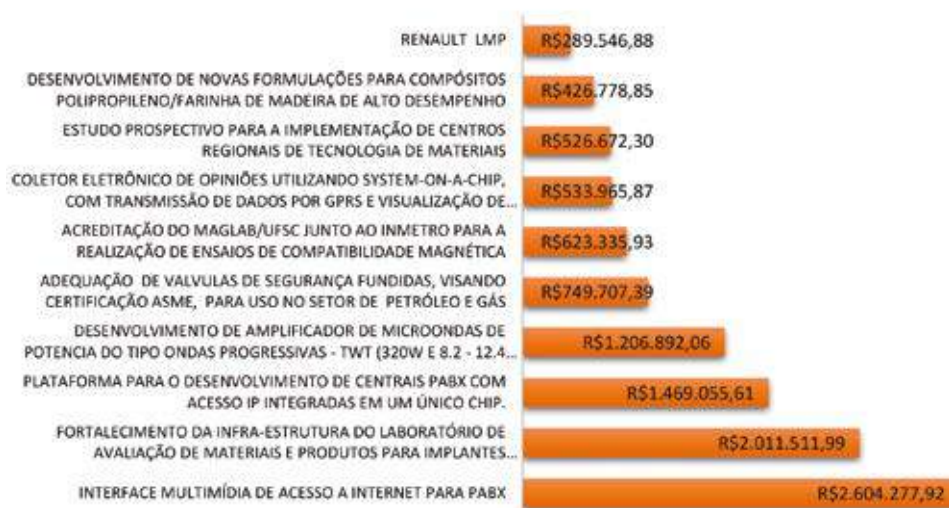 RENAULT LMP
R$289.546,88
DESENVOLVIMENTO DE NOVAS FORMULAÇÕES PARA COMPÓSITOS
POLIPROPILENO/FARINHA DE MADEIRA DE ALTO DESEMPENHO
R$426.778,85
ESTUDO PROSPECTIVO PARA A IMPLEMENTAÇÃO DE CENTROS
REGIONAIS DE TECNOLOGIA DE MATERIAIS
R$526.672,30
COLETOR ELETRÔNICO DE OPINIÕES UTILIZANDO SYSTEM-ON-A-CHIP,
COM TRANSMISSÃO DE DADOS POR GPRS E VISUALIZAÇÃO DE...
R$533.965,87
ACREDITAÇÃO DO MAGLAB/UFSC JUNTO AO INMETRO PARA A
REALIZAÇÃO DE ENSAIOS DE COMPATIBILIDADE MAGNÉTICA
R$623.335,93
ADEQUAÇÃO DE VALVULAS DE SEGURANÇA FUNDIDAS, VISANDO
CERTIFICAÇÃO ASME, PARA USO NO SETOR DE PETRÓLEO E GÁS
R$749.707,39
DESENVOLVIMENTO DE AMPLIFICADOR DE MICROONDAS DE
POTENCIA DO TIPO ONDAS PROGRESSIVAS - TWT (320W E 8.2 - 12.4...
R$1.206.892,06
PLATAFORMA PARA O DESENVOLVIMENTO DE CENTRAIS PABX COM
ACESSO IP INTEGRADAS EM UM ÚNICO CHIP.
R$1.469.055,61
FORTALECIMENTO DA INFRA-ESTRUTURA DO LABORATÓRIO DE
AVALIAÇÃO DE MATERIAIS E PRODUTOS PARA IMPLANTES...
R$2.011.511,99
INTERFACE MULTIMÍDIA DE ACESSO A INTERNET PARA PABX
R$2.604.277,92